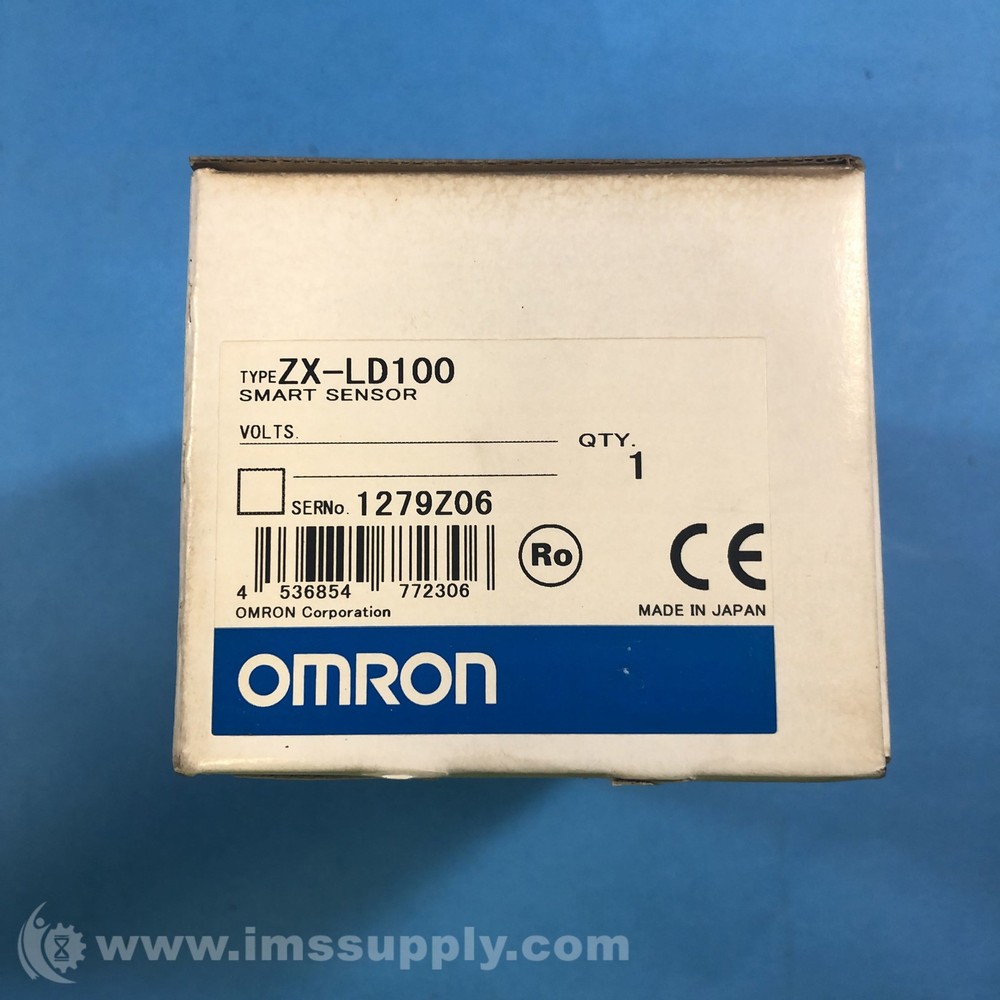 TYPE ZX-LD100
SMART SENSOR
VOLTS.
QTY.
1
SERNo. 1279Z06
Ro
CE
4 536854 772306
OMRON Corporation
MADE IN JAPAN
OMRON
www.imssupply.com